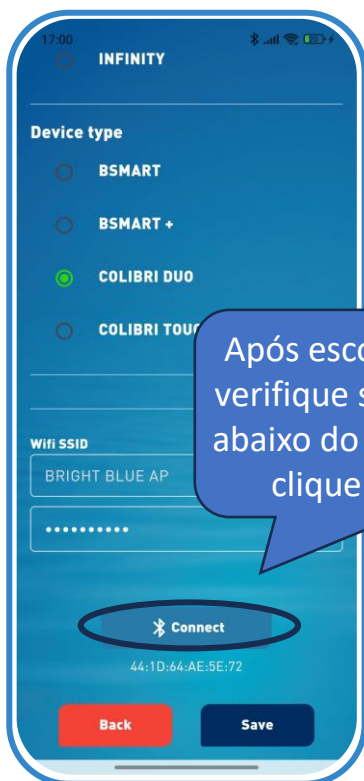 17:00
INFINITY
Device type
BSMART
BSMART +
COLIBRI DUO
COLIBRI
Após
verifique
abaixo do
clique
Wifi SSID
BRIGHT BLUE AP
••••••••••
Connect
44:1D:64:AE:5E:72
Back
Save